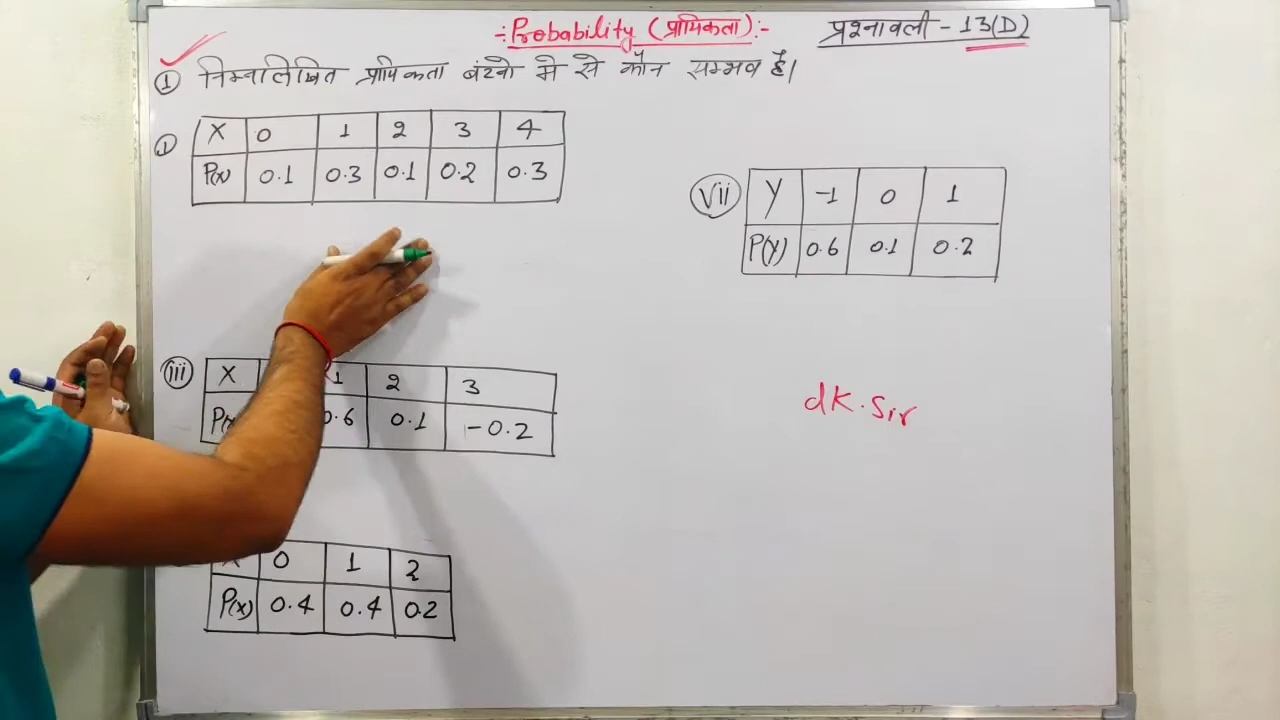 :- Probability (प्रायिकता) :- प्रश्नावली - 13(D)
① निम्नलिखित प्रायिकता बंटनो मे से कौन सम्भव है।
① X 0 1 2 3 4
P(x) 0.1 0.3 0.1 0.2 0.3
Vii Y -1 0 1
P(Y) 0.6 0.1 0.2
iii X 1 2 3
0.6 0.1 -0.2
dk. Sir
0 1 2
P(x) 0.4 0.4 0.2